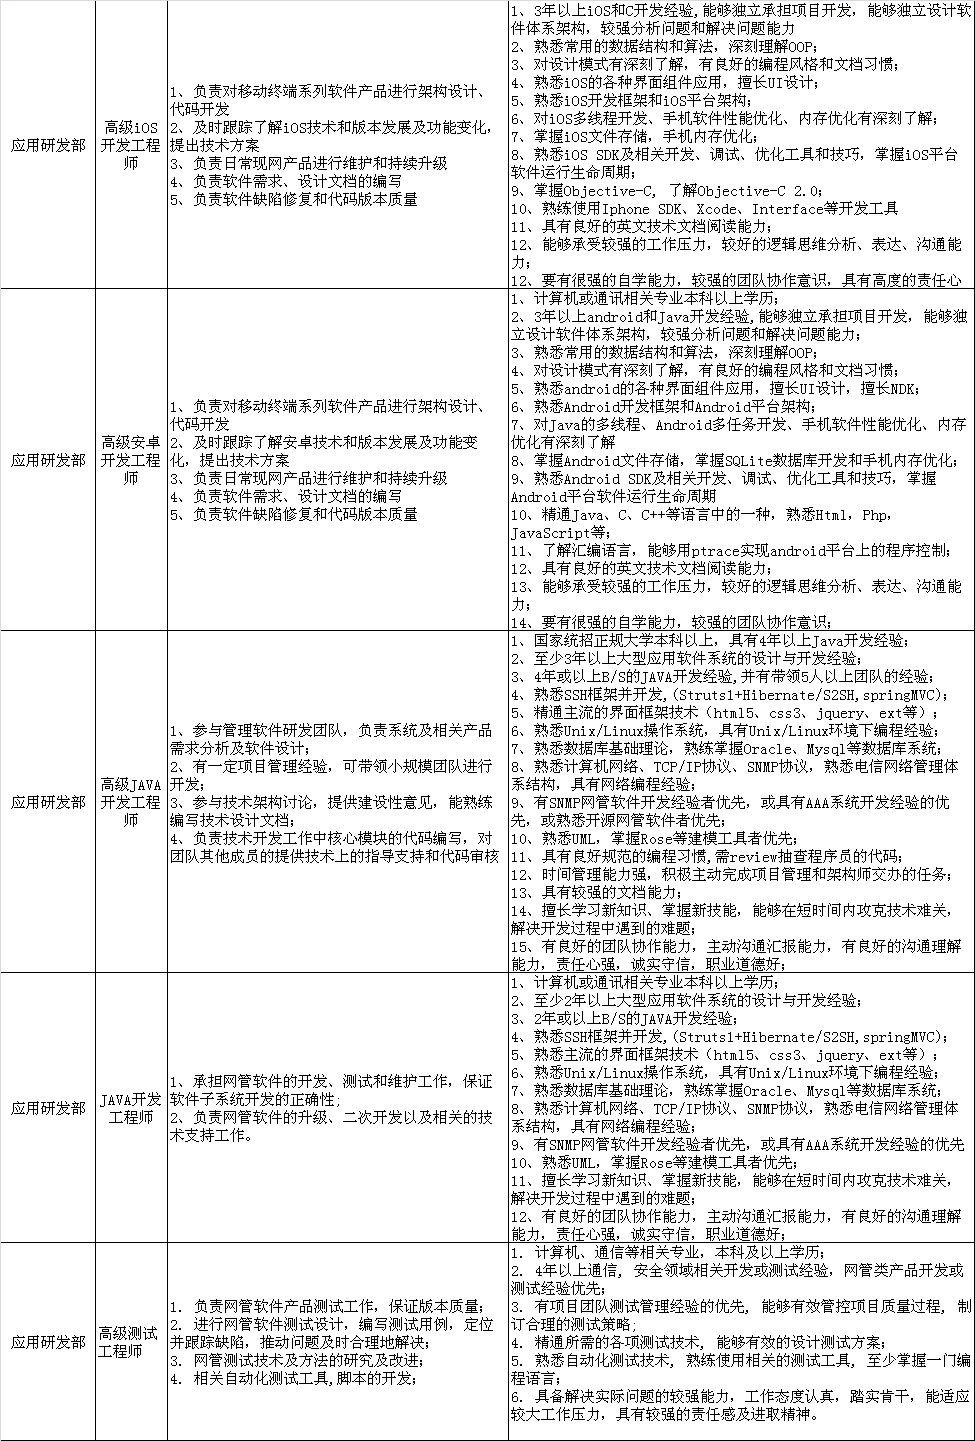 应用研发部
高级iOS
开发工程
师
1、负责对移动终端系列软件产品进行架构设计、
代码开发
2、及时跟踪了解iOS技术和版本发展及功能变化，
提出技术方案
3、负责日常现网产品进行维护和持续升级
4、负责软件需求、设计文档的编写
5、负责软件缺陷修复和代码版本质量
1、3年以上iOS和C开发经验,能够独立承担项目开发，能够独立设计软
件体系架构，较强分析问题和解决问题能力
2、熟悉常用的数据结构和算法，深刻理解OOP；
3、对设计模式有深刻了解，有良好的编程风格和文档习惯；
4、熟悉iOS的各种界面组件应用，擅长UI设计；
5、熟悉iOS开发框架和iOS平台架构；
6、对iOS多线程开发、手机软件性能优化、内存优化有深刻了解；
7、掌握iOS文件存储，手机内存优化；
8、熟悉iOS SDK及相关开发、调试、优化工具和技巧，掌握iOS平台
软件运行生命周期；
9、掌握Objective-C, 了解Objective-C 2.0；
10、熟练使用Iphone SDK、Xcode、Interface等开发工具
11、具有良好的英文技术文档阅读能力；
12、能够承受较强的工作压力，较好的逻辑思维分析、表达、沟通能
力；
12、要有很强的自学能力，较强的团队协作意识，具有高度的责任心
应用研发部
高级安卓
开发工程
师
1、负责对移动终端系列软件产品进行架构设计、
代码开发
2、及时跟踪了解安卓技术和版本发展及功能变
化，提出技术方案
3、负责日常现网产品进行维护和持续升级
4、负责软件需求、设计文档的编写
5、负责软件缺陷修复和代码版本质量
1、计算机或通讯相关专业本科以上学历；
2、3年以上android和Java开发经验,能够独立承担项目开发，能够独
立设计软件体系架构，较强分析问题和解决问题能力；
3、熟悉常用的数据结构和算法，深刻理解OOP；
4、对设计模式有深刻了解，有良好的编程风格和文档习惯；
5、熟悉android的各种界面组件应用，擅长UI设计，擅长NDK；
6、熟悉Android开发框架和Android平台架构；
7、对Java的多线程、Android多任务开发、手机软件性能优化、内存
优化有深刻了解
8、掌握Android文件存储，掌握SQLite数据库开发和手机内存优化；
9、熟悉Android SDK及相关开发、调试、优化工具和技巧，掌握
Android平台软件运行生命周期
10、精通Java、C、C++等语言中的一种，熟悉Html，Php，
JavaScript等；
11、了解汇编语言，能够用ptrace实现android平台上的程序控制；
12、具有良好的英文技术文档阅读能力；
13、能够承受较强的工作压力，较好的逻辑思维分析、表达、沟通能
力；
14、要有很强的自学能力，较强的团队协作意识；
应用研发部
高级JAVA
开发工程
师
1、参与管理软件研发团队，负责系统及相关产品
需求分析及软件设计；
2、有一定项目管理经验，可带领小规模团队进行
开发；
3、参与技术架构讨论，提供建设性意见，能熟练
编写技术设计文档；
4、负责技术开发工作中核心模块的代码编写，对
团队其他成员的提供技术上的指导支持和代码审核
1、国家统招正规大学本科以上，具有4年以上Java开发经验；
2、至少3年以上大型应用软件系统的设计与开发经验；
3、4年或以上B/S的JAVA开发经验,并有带领5人以上团队的经验；
4、熟悉SSH框架并开发,(Struts1+Hibernate/S2SH,springMVC)；
5、精通主流的界面框架技术（html5、css3、jquery、ext等）；
6、熟悉Unix/Linux操作系统，具有Unix/Linux环境下编程经验；
7、熟悉数据库基础理论，熟练掌握Oracle、Mysql等数据库系统；
8、熟悉计算机网络、TCP/IP协议、SNMP协议，熟悉电信网络管理体
系结构，具有网络编程经验；
9、有SNMP网管软件开发经验者优先，或具有AAA系统开发经验的优
先，或熟悉开源网管软件者优先；
10、熟悉UML，掌握Rose等建模工具者优先；
11、具有良好规范的编程习惯,需review抽查程序员的代码；
12、时间管理能力强，积极主动完成项目管理和架构师交办的任务；
13、具有较强的文档能力；
14、擅长学习新知识、掌握新技能，能够在短时间内攻克技术难关，
解决开发过程中遇到的难题；
15、有良好的团队协作能力，主动沟通汇报能力，有良好的沟通理解
能力，责任心强，诚实守信，职业道德好；
应用研发部
JAVA开发
工程师
1、承担网管软件的开发、测试和维护工作，保证
软件子系统开发的正确性;
2、负责网管软件的升级、二次开发以及相关的技
术支持工作。
1、计算机或通讯相关专业本科以上学历；
2、至少2年以上大型应用软件系统的设计与开发经验；
3、2年或以上B/S的JAVA开发经验；
4、熟悉SSH框架并开发,(Struts1+Hibernate/S2SH,springMVC)；
5、熟悉主流的界面框架技术（html5、css3、jquery、ext等）；
6、熟悉Unix/Linux操作系统，具有Unix/Linux环境下编程经验；
7、熟悉数据库基础理论，熟练掌握Oracle、Mysql等数据库系统；
8、熟悉计算机网络、TCP/IP协议、SNMP协议，熟悉电信网络管理体
系结构，具有网络编程经验；
9、有SNMP网管软件开发经验者优先，或具有AAA系统开发经验的优先
10、熟悉UML，掌握Rose等建模工具者优先；
11、擅长学习新知识、掌握新技能，能够在短时间内攻克技术难关，
解决开发过程中遇到的难题；
12、有良好的团队协作能力，主动沟通汇报能力，有良好的沟通理解
能力，责任心强，诚实守信，职业道德好；
应用研发部
高级测试
工程师
1. 负责网管软件产品测试工作，保证版本质量；
2. 进行网管软件测试设计，编写测试用例，定位
并跟踪缺陷，推动问题及时合理地解决；
3. 网管测试技术及方法的研究及改进；
4. 相关自动化测试工具,脚本的开发；
1. 计算机、通信等相关专业，本科及以上学历；
2. 4年以上通信, 安全领域相关开发或测试经验，网管类产品开发或
测试经验优先；
3. 有项目团队测试管理经验的优先, 能够有效管控项目质量过程, 制
订合理的测试策略;
4. 精通所需的各项测试技术, 能够有效的设计测试方案；
5. 熟悉自动化测试技术, 熟练使用相关的测试工具, 至少掌握一门编
程语言；
6. 具备解决实际问题的较强能力，工作态度认真，踏实肯干，能适应
较大工作压力，具有较强的责任感及进取精神。